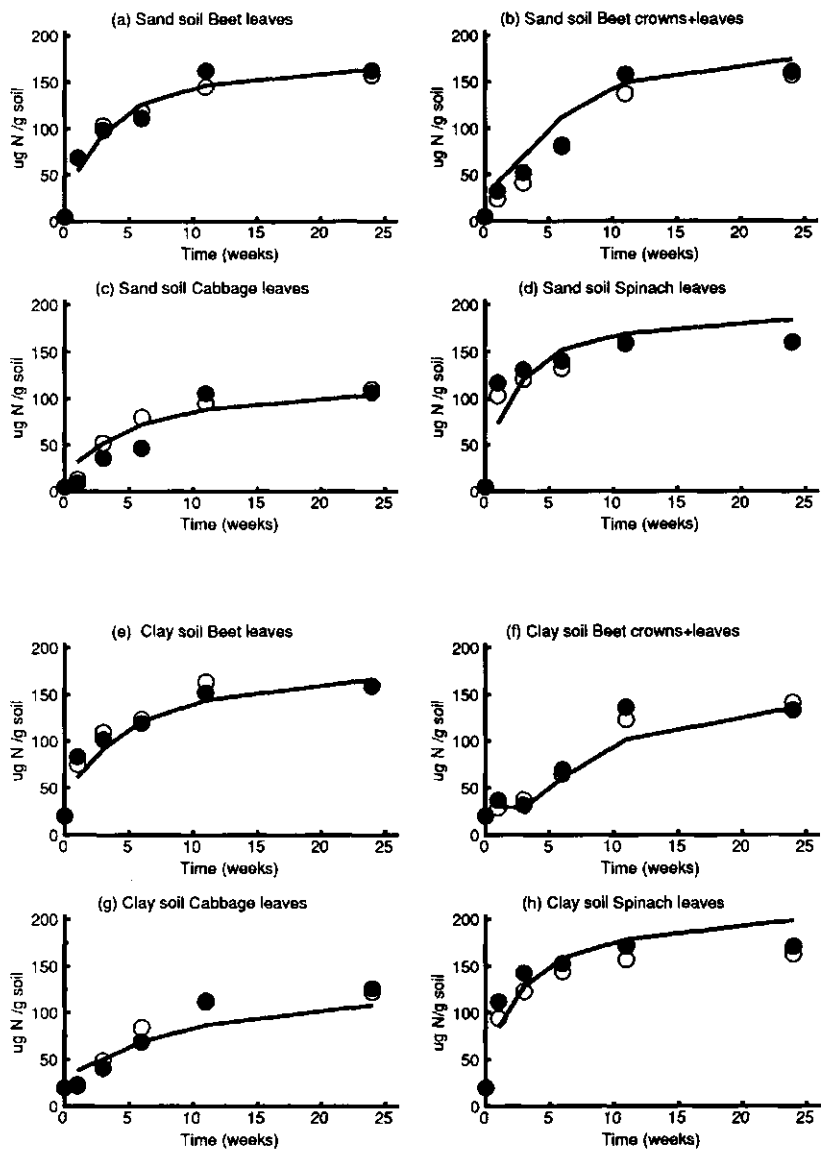 (a) Sand soil Beet leaves
200
150
100
50
0
ug N /g soil
0 5 10 15 20 25
Time (weeks)
(b) Sand soil Beet crowns+leaves
200
150
100
50
0
ug N /g soil
0 5 10 15 20 25
Time (weeks)
(c) Sand soil Cabbage leaves
200
150
100
50
0
ug N /g soil
0 5 10 15 20 25
Time (weeks)
(d) Sand soil Spinach leaves
200
150
100
50
0
ug N /g soil
0 5 10 15 20 25
Time (weeks)
(e) Clay soil Beet leaves
200
150
100
50
0
ug N /g soil
0 5 10 15 20 25
Time (weeks)
(f) Clay soil Beet crowns+leaves
200
150
100
50
0
ug N /g soil
0 5 10 15 20 25
Time (weeks)
(g) Clay soil Cabbage leaves
200
150
100
50
0
ug N /g soil
0 5 10 15 20 25
Time (weeks)
(h) Clay soil Spinach leaves
200
150
100
50
0
ug N/g soil
0 5 10 15 20 25
Time (weeks)